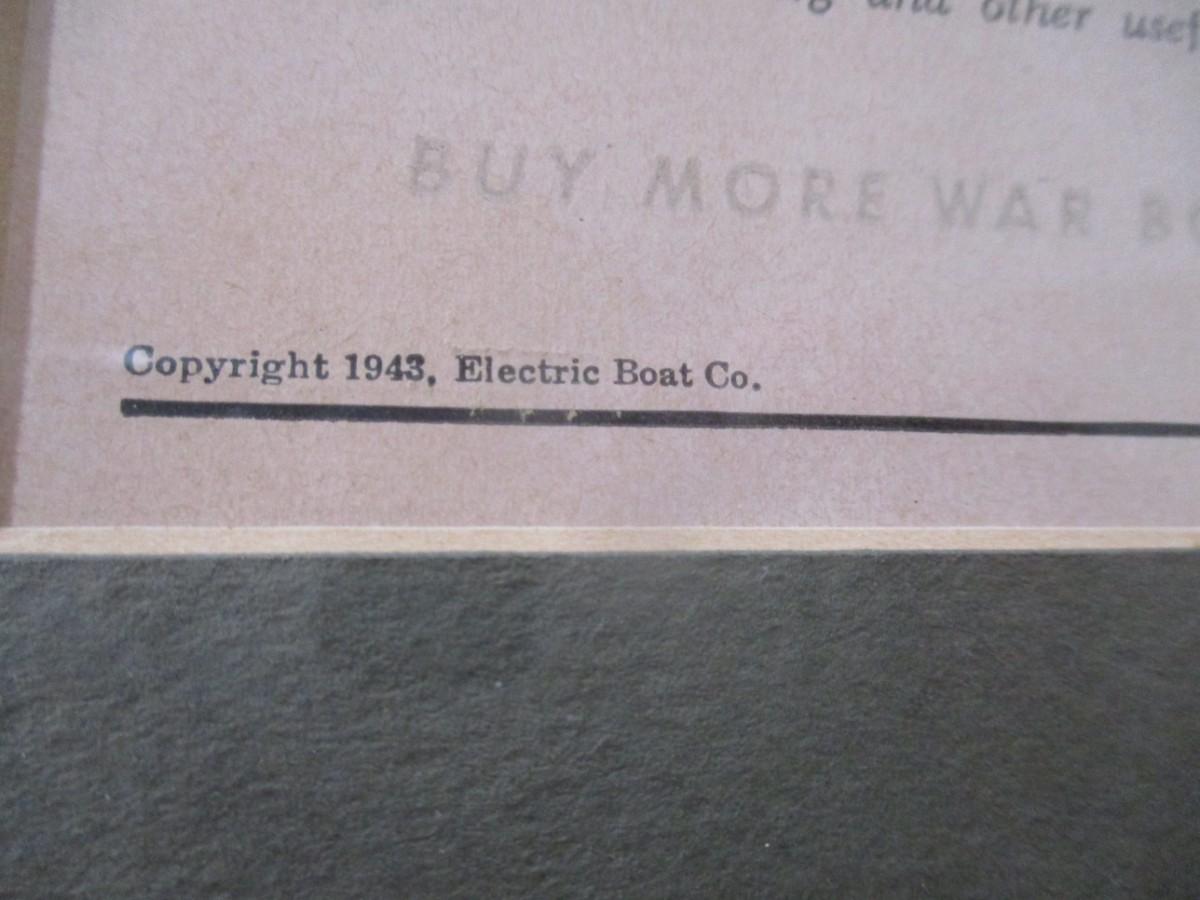 and other
BUY MORE WAR
Copyright 1943, Electric Boat Co.